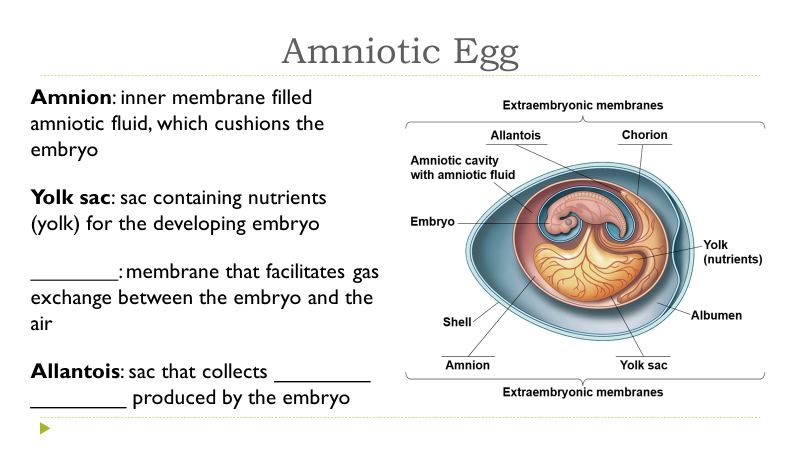 Amniotic Egg
Amnion: inner membrane filled
amniotic fluid, which cushions the
embryo
Yolk sac: sac containing nutrients
(yolk) for the developing embryo
________: membrane that facilitates gas
exchange between the embryo and the
air
Allantois: sac that collects _________
_________ produced by the embryo
Extraembryonic membranes
Allantois
Chorion
Amniotic cavity
with amniotic fluid
Embryo
Yolk
(nutrients)
Shell
Albumen
Amnion
Yolk sac
Extraembryonic membranes